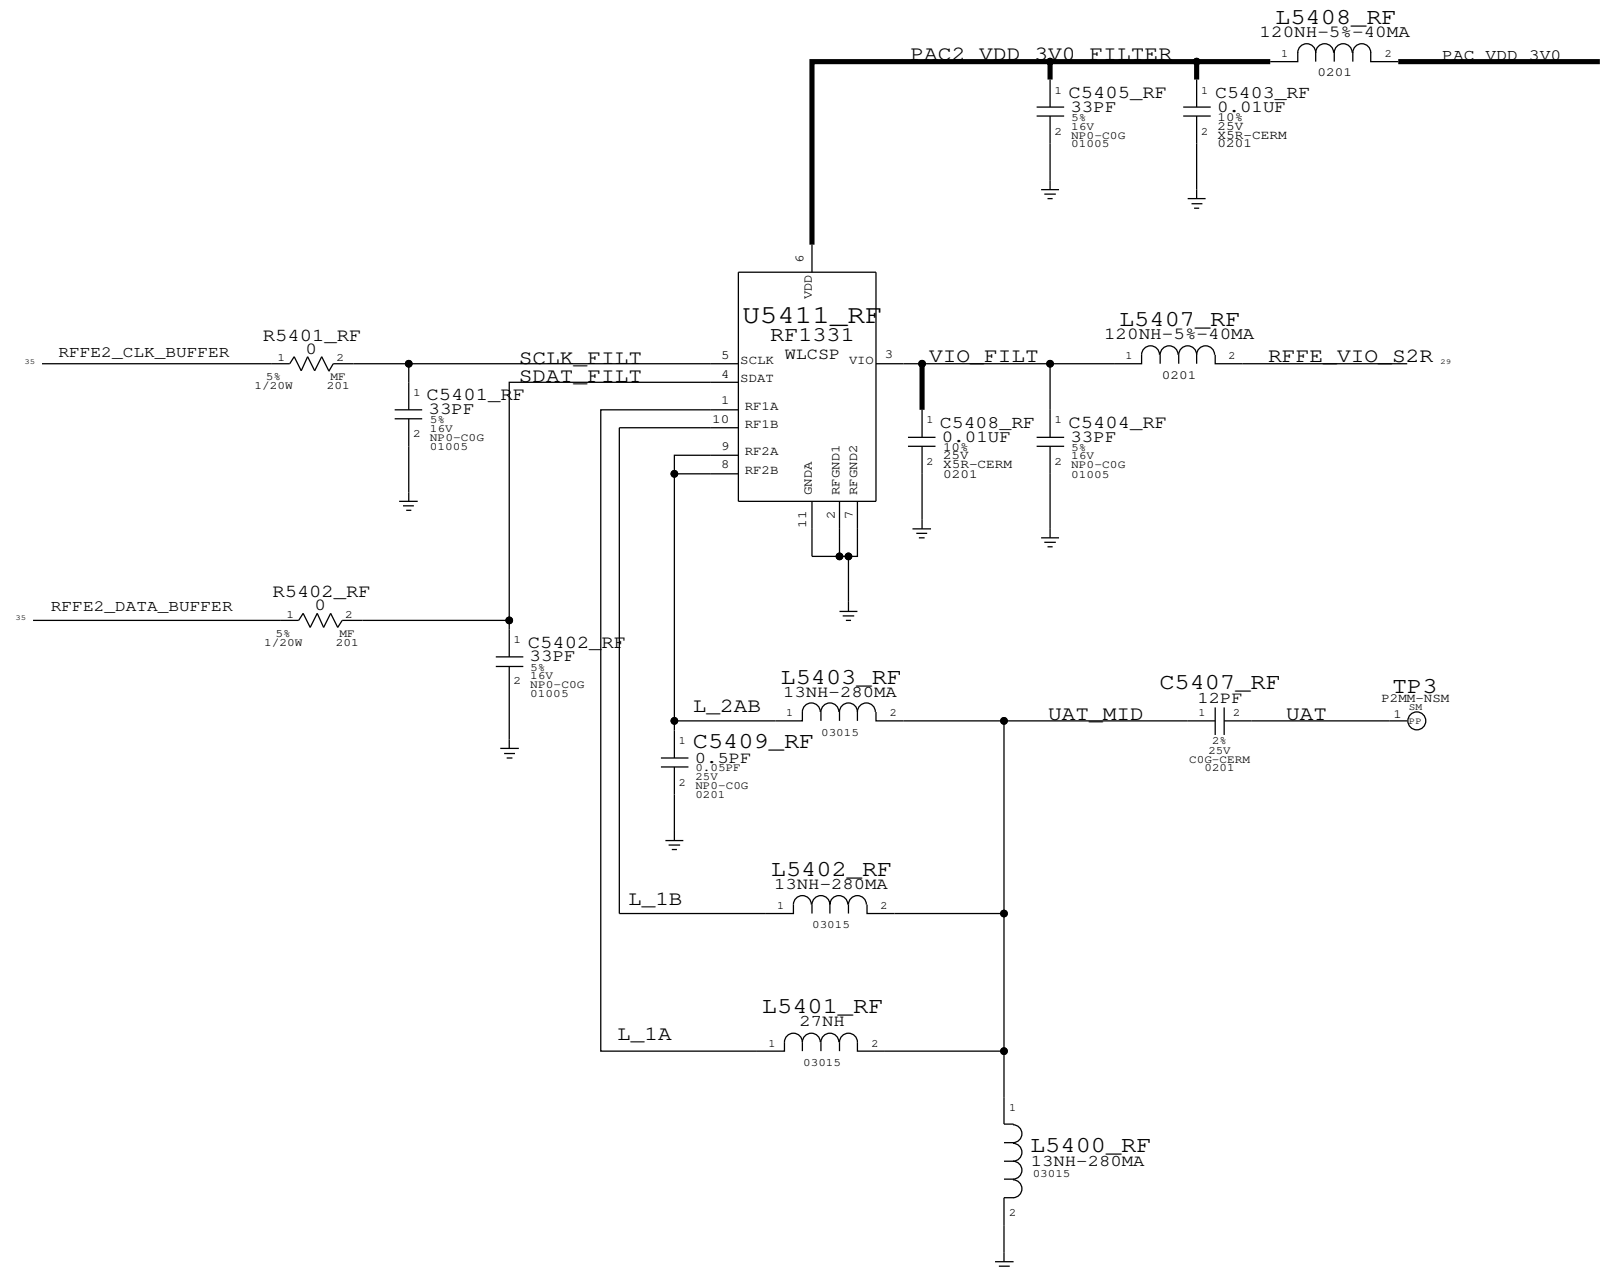 L5408_RF
120NH-5%-40MA
PAC2_VDD_3V0_FILTER
1
2
PAC_VDD_3V0
0201
1
C5405_RF
33PF
5%
16V
NP0-C0G
01005
2
1
C5403_RF
0.01UF
10%
25V
X5R-CERM
0201
2
6
VDD
U5411_RF
RF1331
WLCSP
5
SCLK
4
SDAT
1
RF1A
10
RF1B
9
RF2A
8
RF2B
VIO
3
GNDA
RFGND1
RFGND2
11
2
7
R5401_RF
0
RFFE2_CLK_BUFFER
35
1
2
5%
1/20W
MF
201
SCLK_FILT
SDAT_FILT
1
C5401_RF
33PF
5%
16V
NP0-C0G
01005
2
VIO_FILT
L5407_RF
120NH-5%-40MA
1
2
0201
RFFE_VIO_S2R
29
1
C5408_RF
0.01UF
10%
25V
X5R-CERM
0201
2
1
C5404_RF
33PF
5%
16V
NP0-C0G
01005
2
R5402_RF
0
RFFE2_DATA_BUFFER
35
1
2
5%
1/20W
MF
201
1
C5402_RF
33PF
5%
16V
NP0-C0G
01005
2
L_2AB
L5403_RF
13NH-280MA
1
2
03015
1
C5409_RF
0.5PF
0.05PF
25V
NP0-C0G
0201
2
UAT_MID
C5407_RF
12PF
1
2
2%
25V
C0G-CERM
0201
UAT
TP3
P2MM-NSM
SM
1
PP
L_1B
L5402_RF
13NH-280MA
1
2
03015
L_1A
L5401_RF
27NH
1
2
03015
1
L5400_RF
13NH-280MA
03015
2